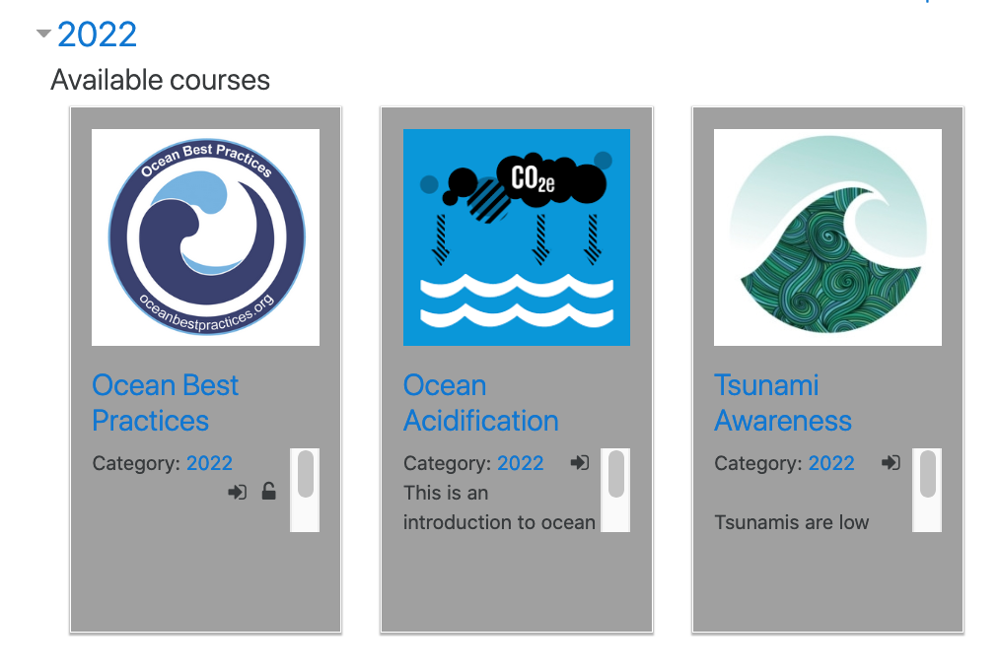 2022
Available courses
Ocean Best Practices
oceanbestpractices.org
CO2e
Ocean Best
Practices
Category: 2022
Ocean
Acidification
Category: 2022
This is an
introduction to ocean
Tsunami
Awareness
Category: 2022
Tsunamis are low